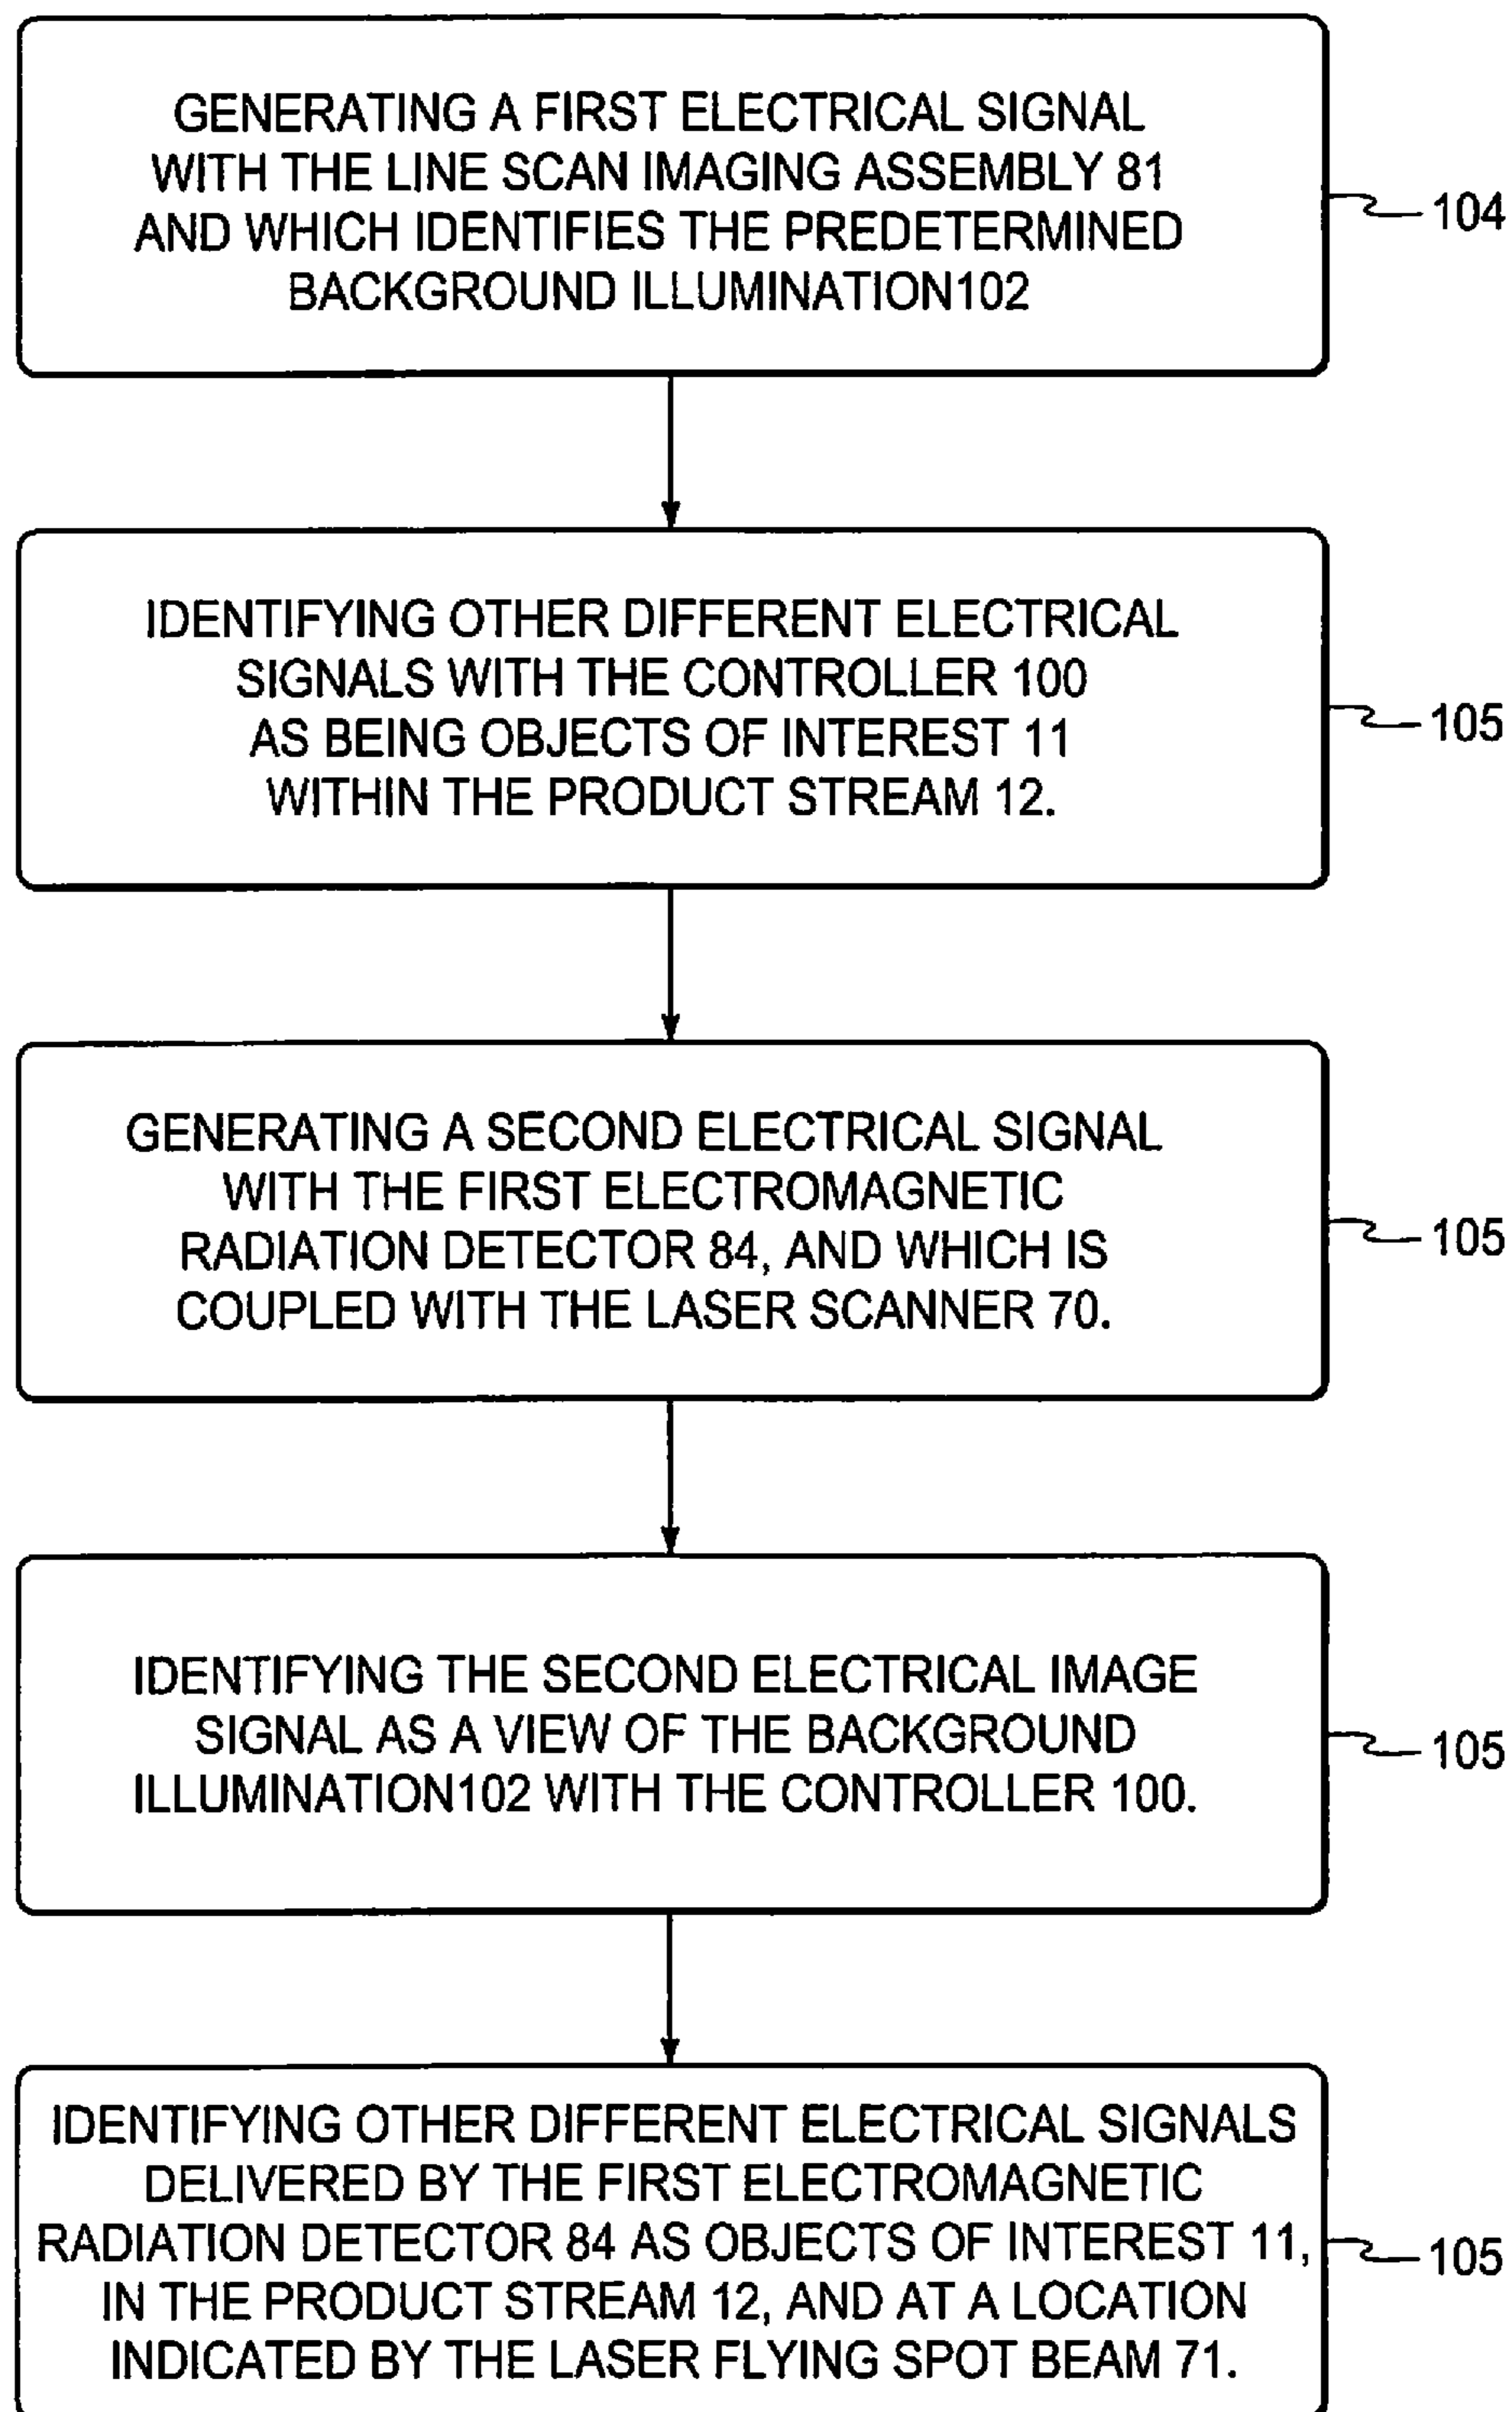 GENERATING A FIRST ELECTRICAL SIGNAL
WITH THE LINE SCAN IMAGING ASSEMBLY 81
AND WHICH IDENTIFIES THE PREDETERMINED
BACKGROUND ILLUMINATION102
104
IDENTIFYING OTHER DIFFERENT ELECTRICAL
SIGNALS WITH THE CONTROLLER 100
AS BEING OBJECTS OF INTEREST 11
WITHIN THE PRODUCT STREAM 12.
105
GENERATING A SECOND ELECTRICAL SIGNAL
WITH THE FIRST ELECTROMAGNETIC
RADIATION DETECTOR 84, AND WHICH IS
COUPLED WITH THE LASER SCANNER 70.
105
IDENTIFYING THE SECOND ELECTRICAL IMAGE
SIGNAL AS A VIEW OF THE BACKGROUND
ILLUMINATION102 WITH THE CONTROLLER 100.
105
IDENTIFYING OTHER DIFFERENT ELECTRICAL SIGNALS
DELIVERED BY THE FIRST ELECTROMAGNETIC
RADIATION DETECTOR 84 AS OBJECTS OF INTEREST 11,
IN THE PRODUCT STREAM 12, AND AT A LOCATION
INDICATED BY THE LASER FLYING SPOT BEAM 71.
105